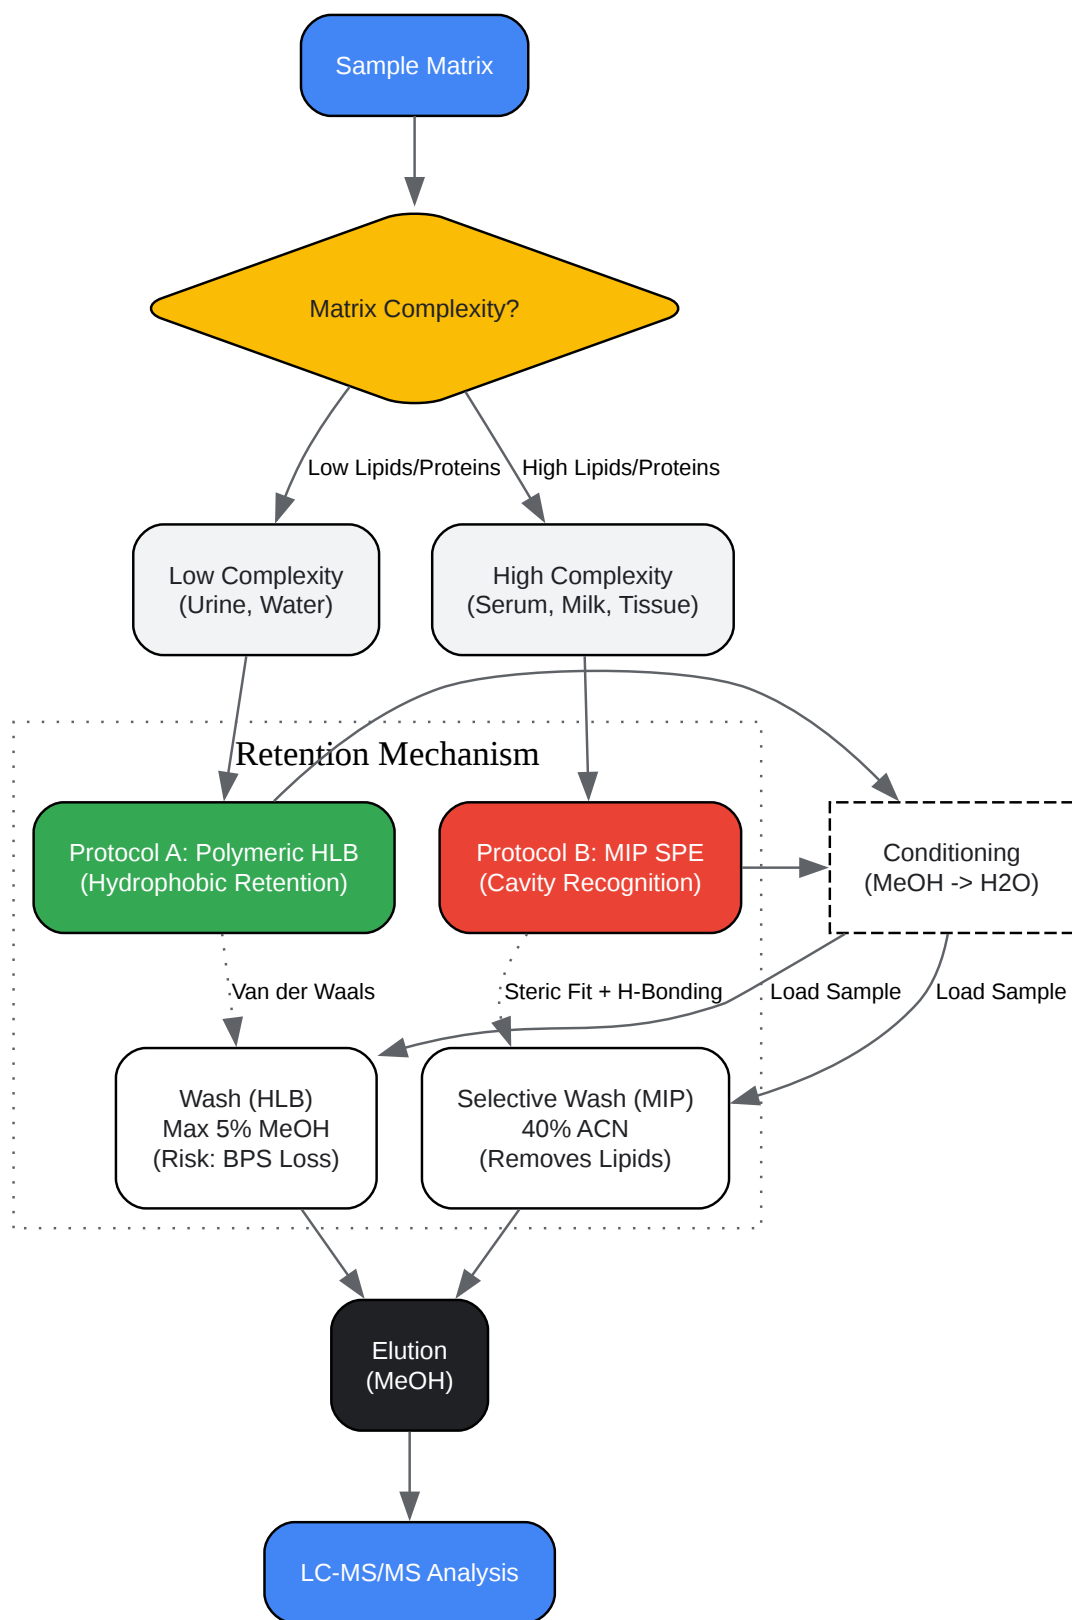 Sample Matrix
Matrix Complexity?
Low Lipids/Proteins
High Lipids/Proteins
Low Complexity
(Urine, Water)
High Complexity
(Serum, Milk, Tissue)
Retention Mechanism
Protocol A: Polymeric HLB
(Hydrophobic Retention)
Protocol B: MIP SPE
(Cavity Recognition)
Conditioning
(MeOH -> H2O)
Van der Waals
Steric Fit + H-Bonding
Load Sample
Load Sample
Wash (HLB)
Max 5% MeOH
(Risk: BPS Loss)
Selective Wash (MIP)
40% ACN
(Removes Lipids)
Elution
(MeOH)
LC-MS/MS Analysis